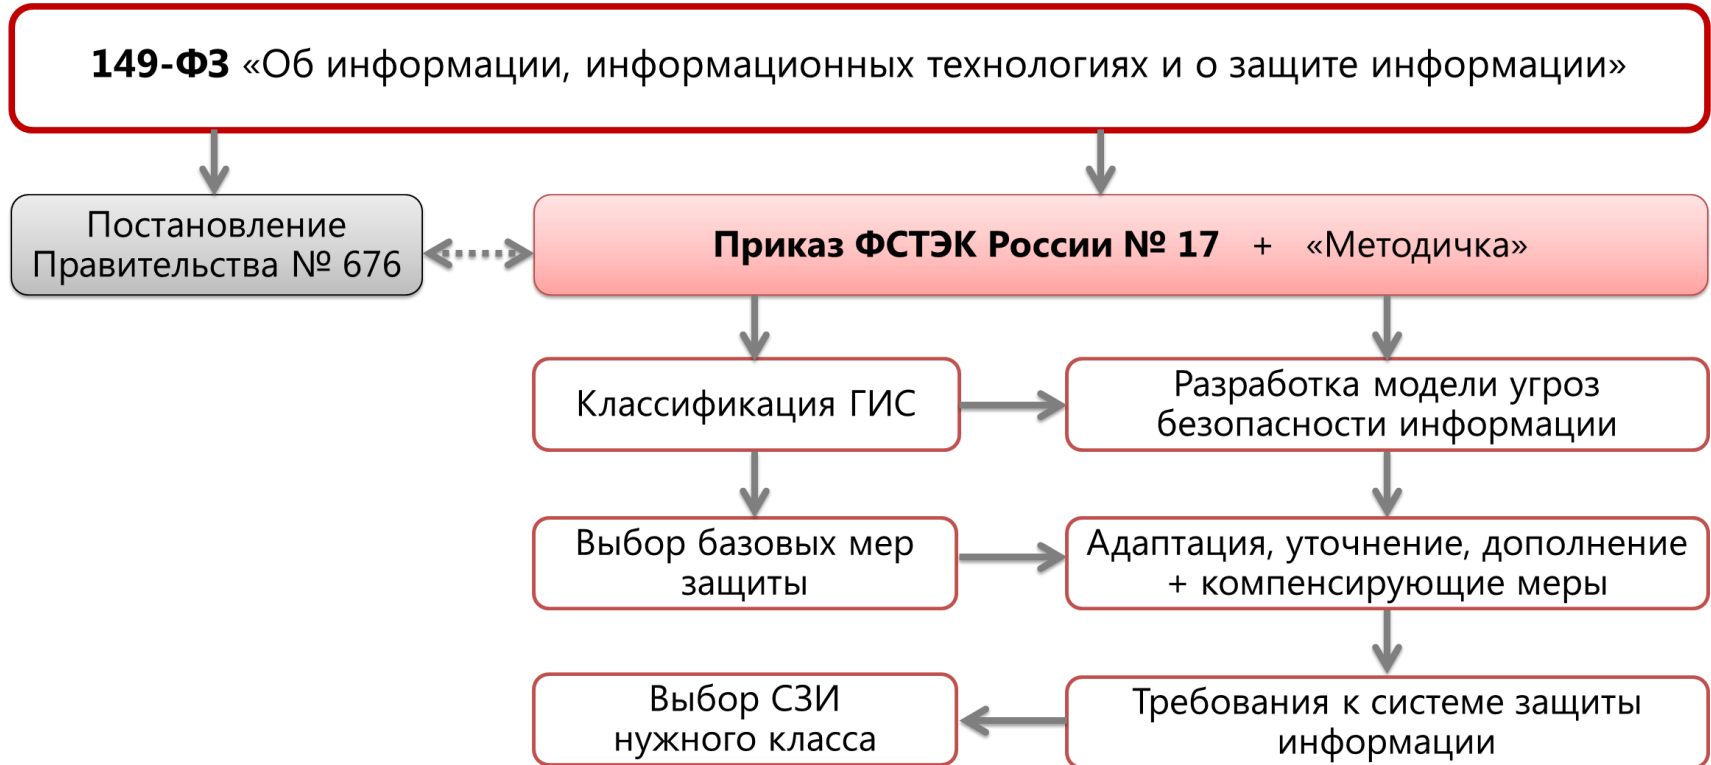 149-ФЗ «Об информации, информационных технологиях и о защите информации»
Постановление
Правительства № 676
Приказ ФСТЭК России № 17 + «Методичка»
Классификация ГИС
Разработка модели угроз
безопасности информации
Выбор базовых мер
защиты
Адаптация, уточнение, дополнение
+ компенсирующие меры
Выбор СЗИ
нужного класса
Требования к системе защиты
информации